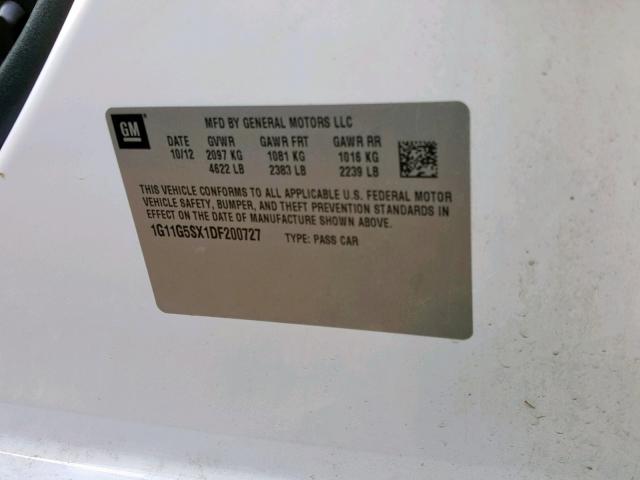 GM
MFD BY GENERAL MOTORS LLC
DATE GVWR GAWR FRT GAWR RR
10/12 2097 KG 1081 KG 1016 KG
4622 LB 2383 LB 2239 LB
THIS VEHICLE CONFORMS TO ALL APPLICABLE U.S. FEDERAL MOTOR
VEHICLE SAFETY, BUMPER, AND THEFT PREVENTION STANDARDS IN
EFFECT ON THE DATE OF MANUFACTURE SHOWN ABOVE.
1G11G5SX1DF200727 TYPE: PASS CAR